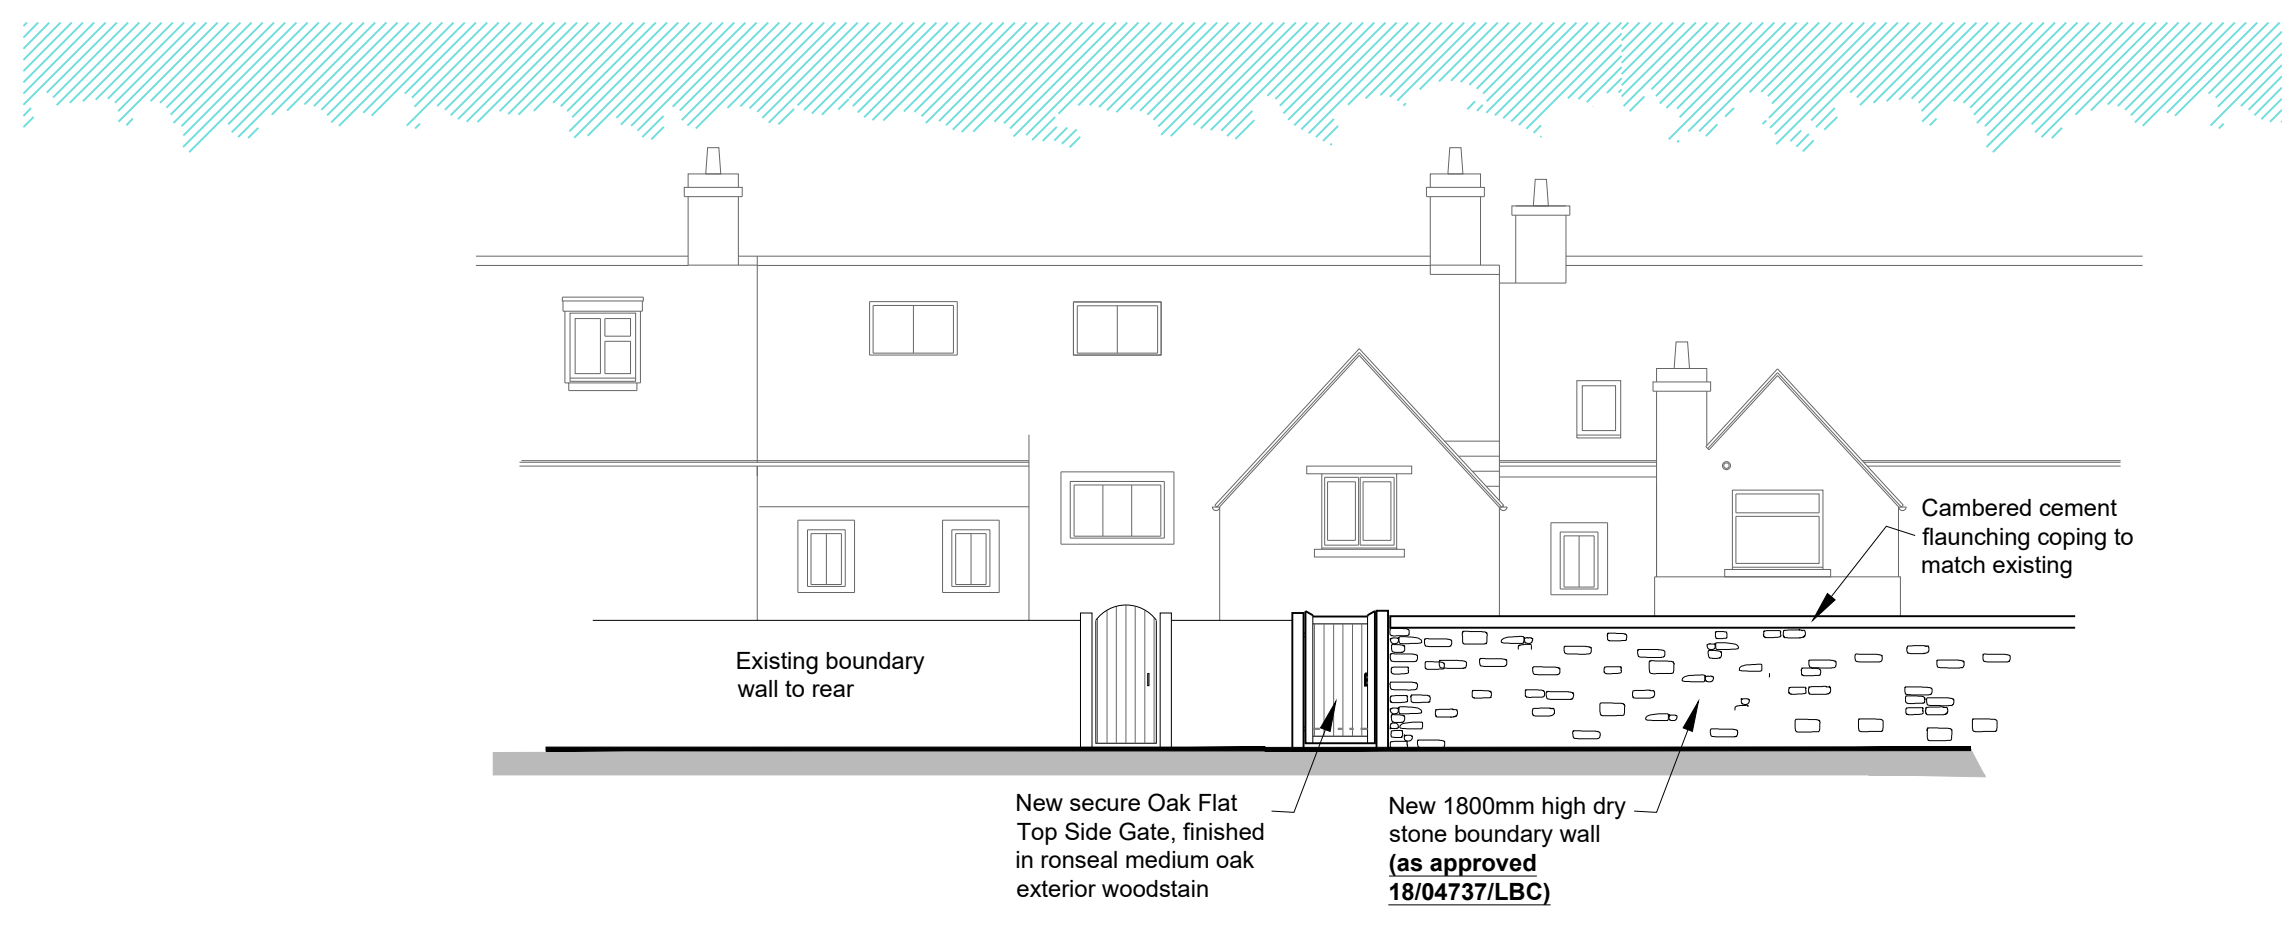 Cambered cement
flaunching coping to
match existing
Existing boundary
wall to rear
New secure Oak Flat
Top Side Gate, finished
in ronseal medium oak
exterior woodstain
New 1800mm high dry
stone boundary wall
(as approved
18/04737/LBC)